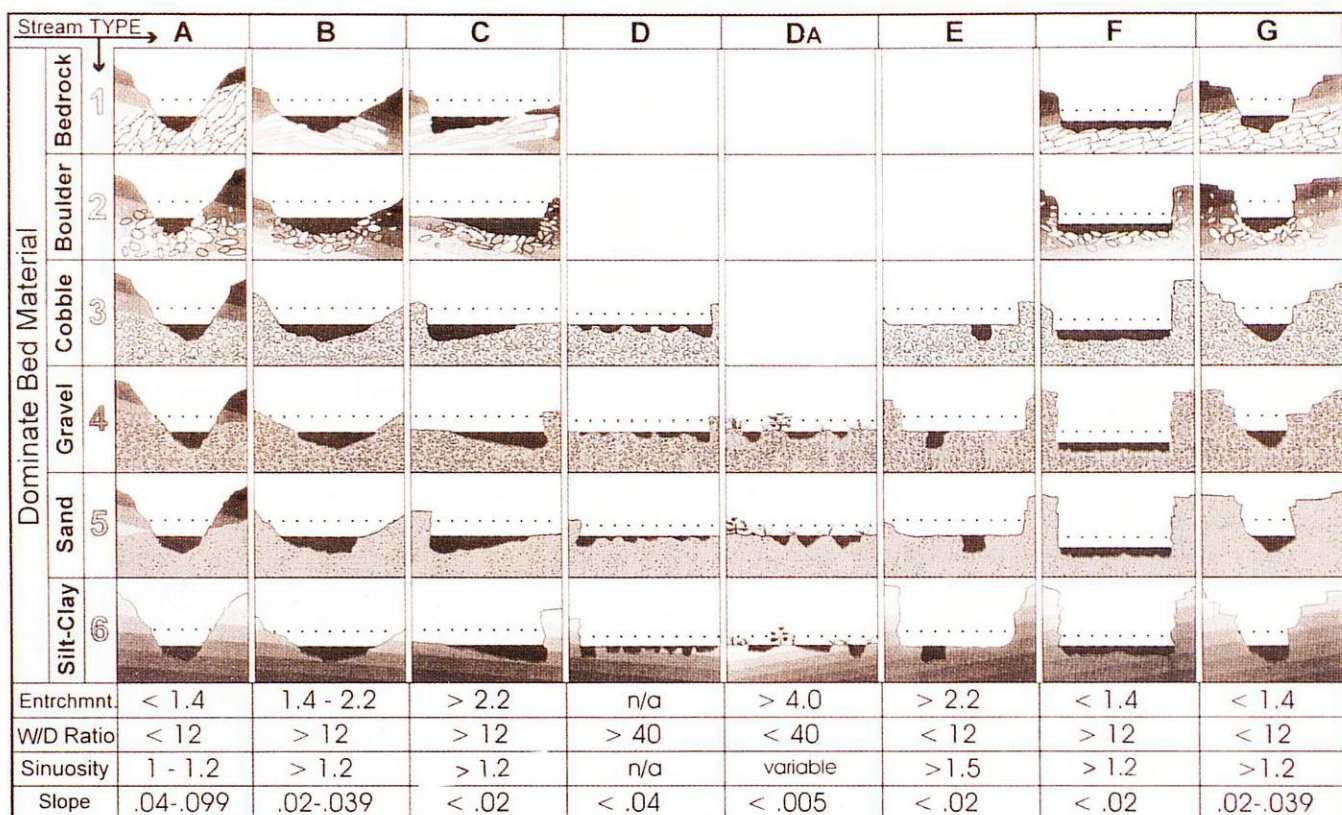 Stream TYPE A B C D DA E F G
Dominate Bed Material
Bedrock 1
Boulder 2
Cobble 3
Gravel 4
Sand 5
Silt-Clay 6
Entrchmnt. < 1.4 1.4 - 2.2 > 2.2 n/a > 4.0 > 2.2 < 1.4 < 1.4
W/D Ratio < 12 > 12 > 12 > 40 < 40 < 12 > 12 < 12
Sinuosity 1 - 1.2 > 1.2 > 1.2 n/a variable >1.5 > 1.2 >1.2
Slope .04-.099 .02-.039 < .02 < .04 < .005 < .02 < .02 .02-.039